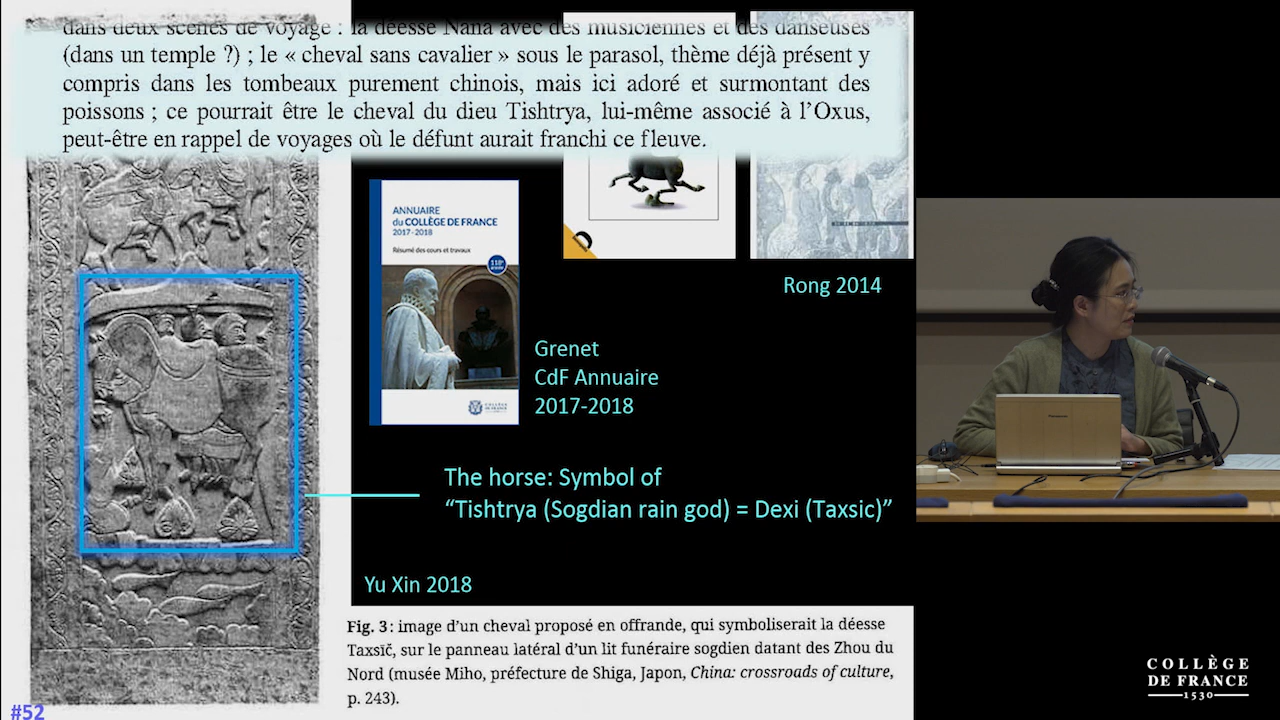 dans deux scènes de voyage : la déesse Nana avec des musiciennes et des danseuses
(dans un temple ?) ; le « cheval sans cavalier » sous le parasol, thème déjà présent y
compris dans les tombeaux purement chinois, mais ici adoré et surmontant des
poissons ; ce pourrait être le cheval du dieu Tishtrya, lui-même associé à l’Oxus,
peut-être en rappel de voyages où le défunt aurait franchi ce fleuve.
ANNUAIRE
du COLLÈGE DE FRANCE
2017-2018
Résumé des cours et travaux
118e
année
COLLÈGE
DE FRANCE
Rong 2014
Grenet
CdF Annuaire
2017-2018
The horse: Symbol of
“Tishtrya (Sogdian rain god) = Dexi (Taxsic)”
Yu Xin 2018
Fig. 3 : image d’un cheval proposé en offrande, qui symboliserait la déesse
Taxsič, sur le panneau latéral d’un lit funéraire sogdien datant des Zhou du
Nord (musée Miho, préfecture de Shiga, Japon, China: crossroads of culture,
p. 243).
#52
COLLÈGE
DE FRANCE
1530